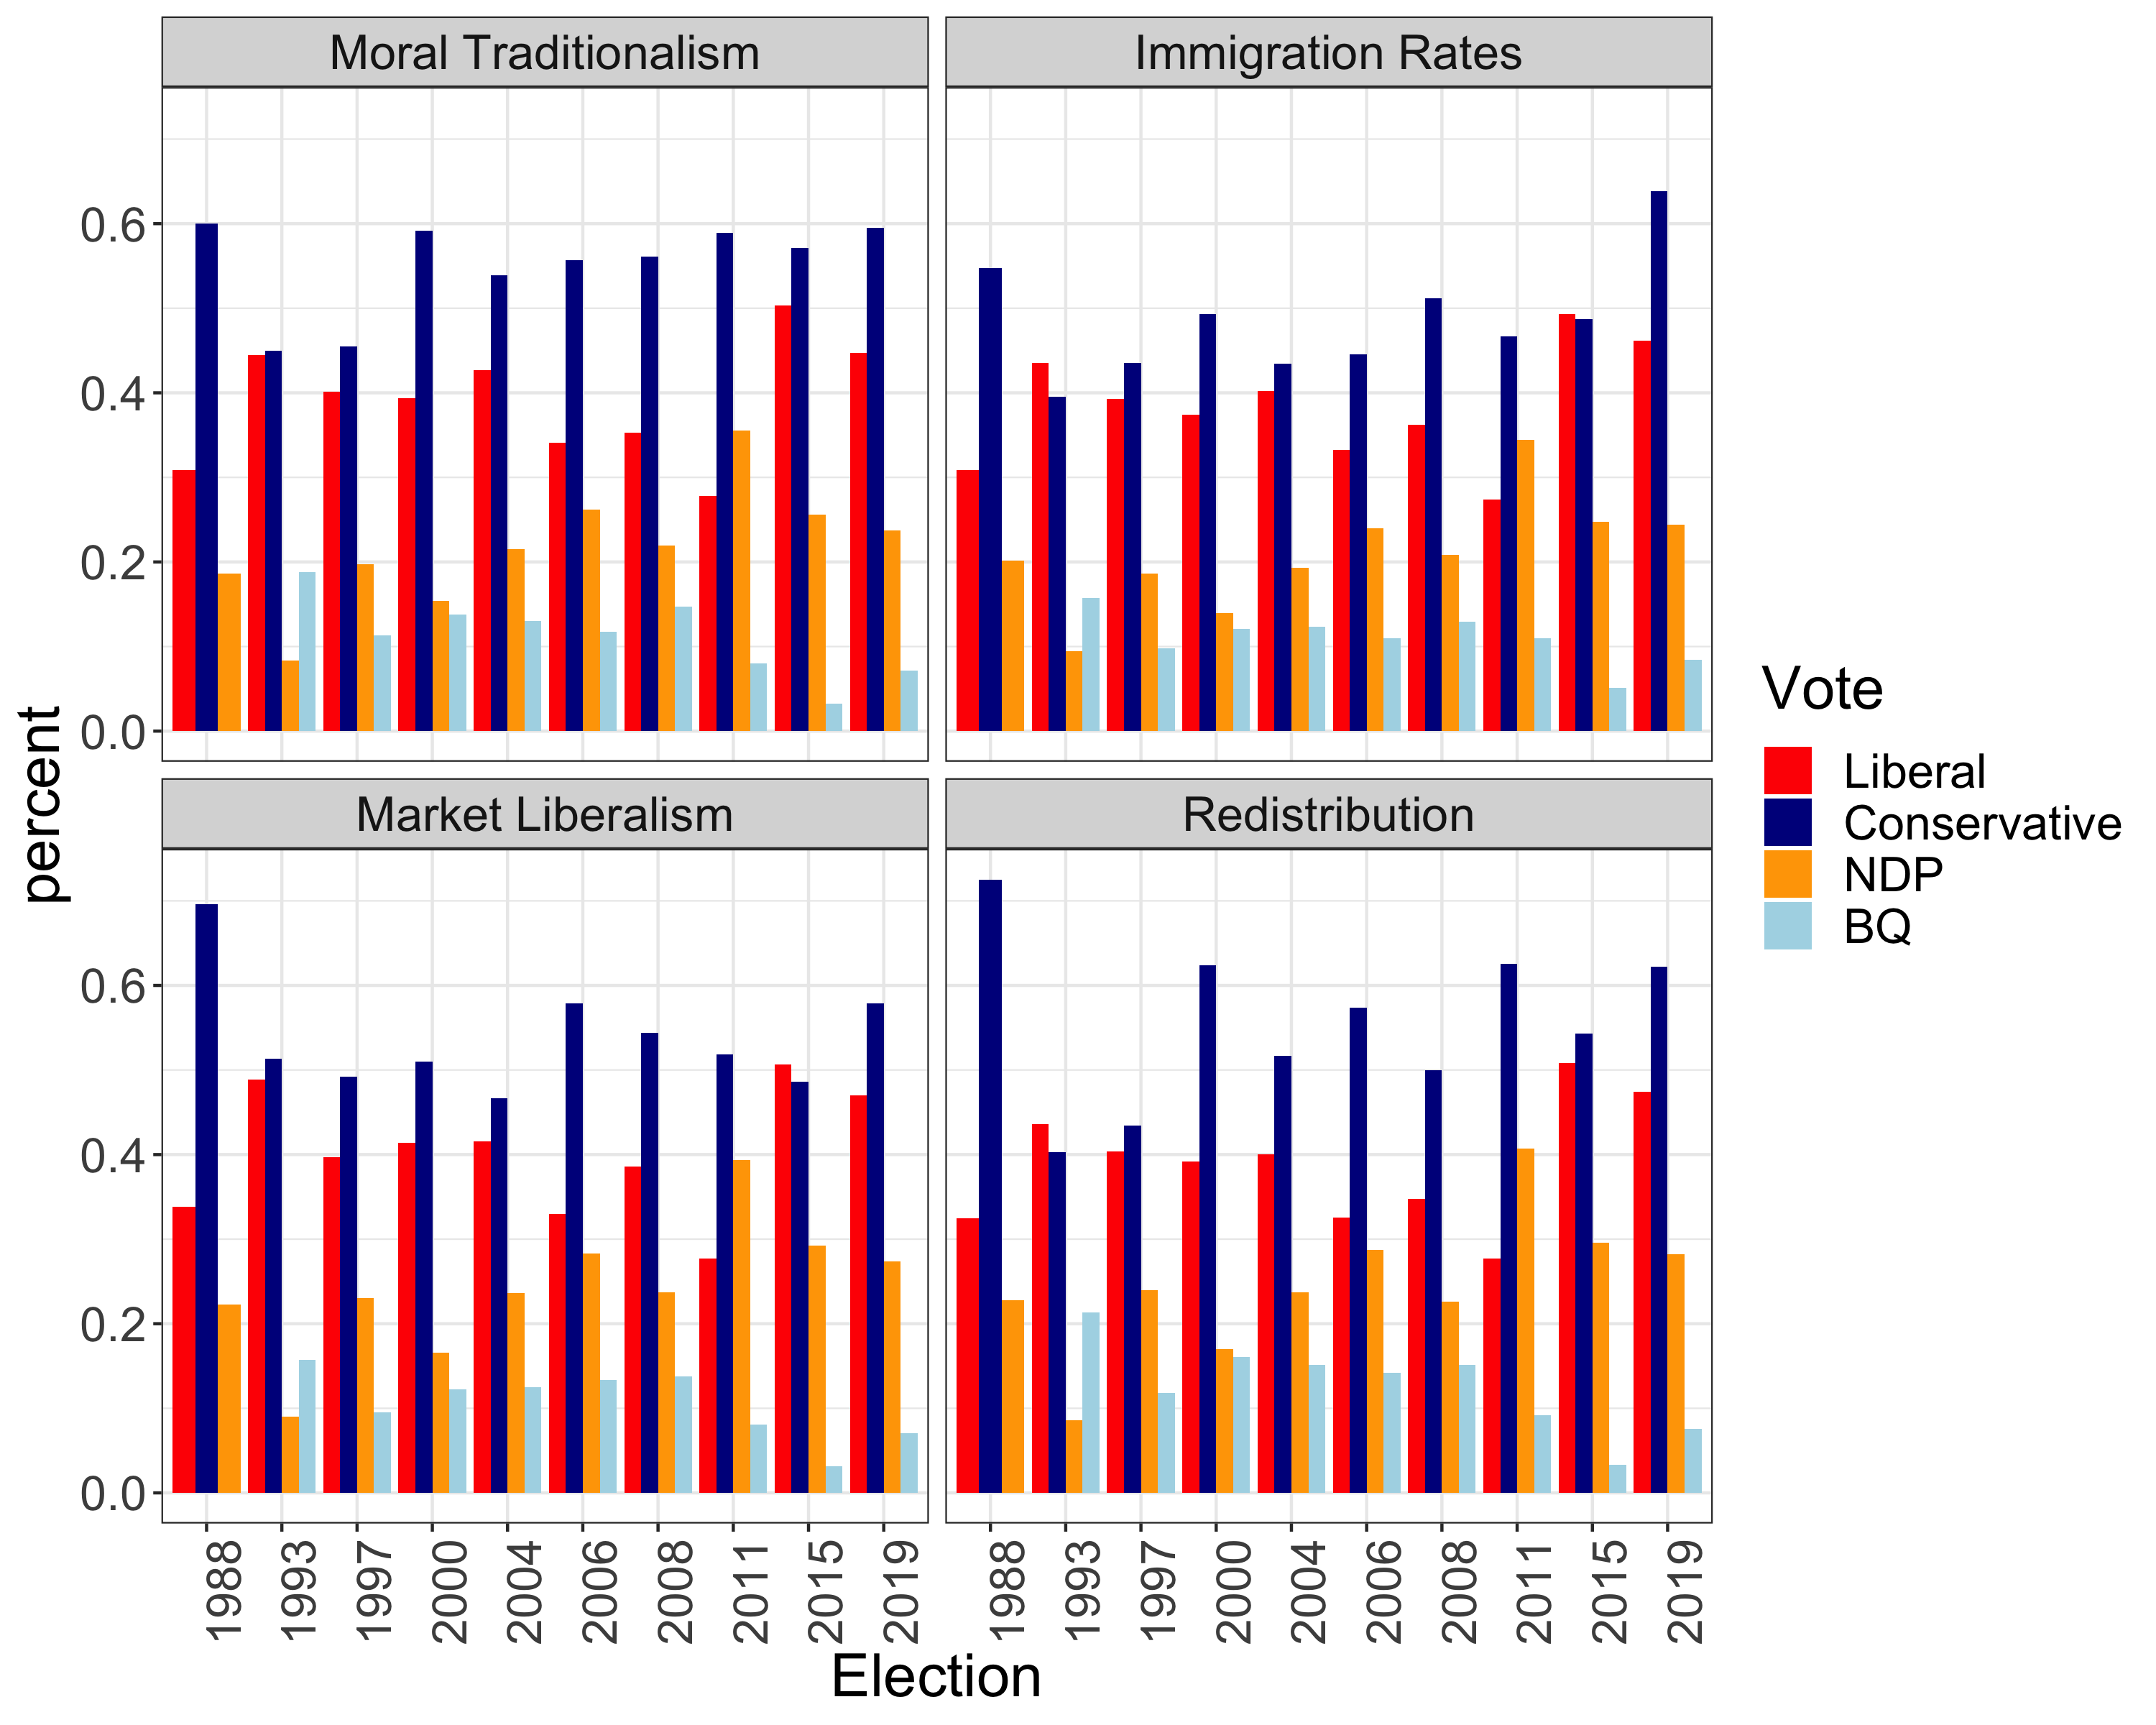 Moral Traditionalism
Immigration Rates
0.6
0.4
0.2
0.0
Market Liberalism
Redistribution
0.6
0.4
0.2
0.0
percent
1988
1993
1997
2000
2004
2006
2008
2011
2015
2019
1988
1993
1997
2000
2004
2006
2008
2011
2015
2019
Election
Vote
Liberal
Conservative
NDP
BQ